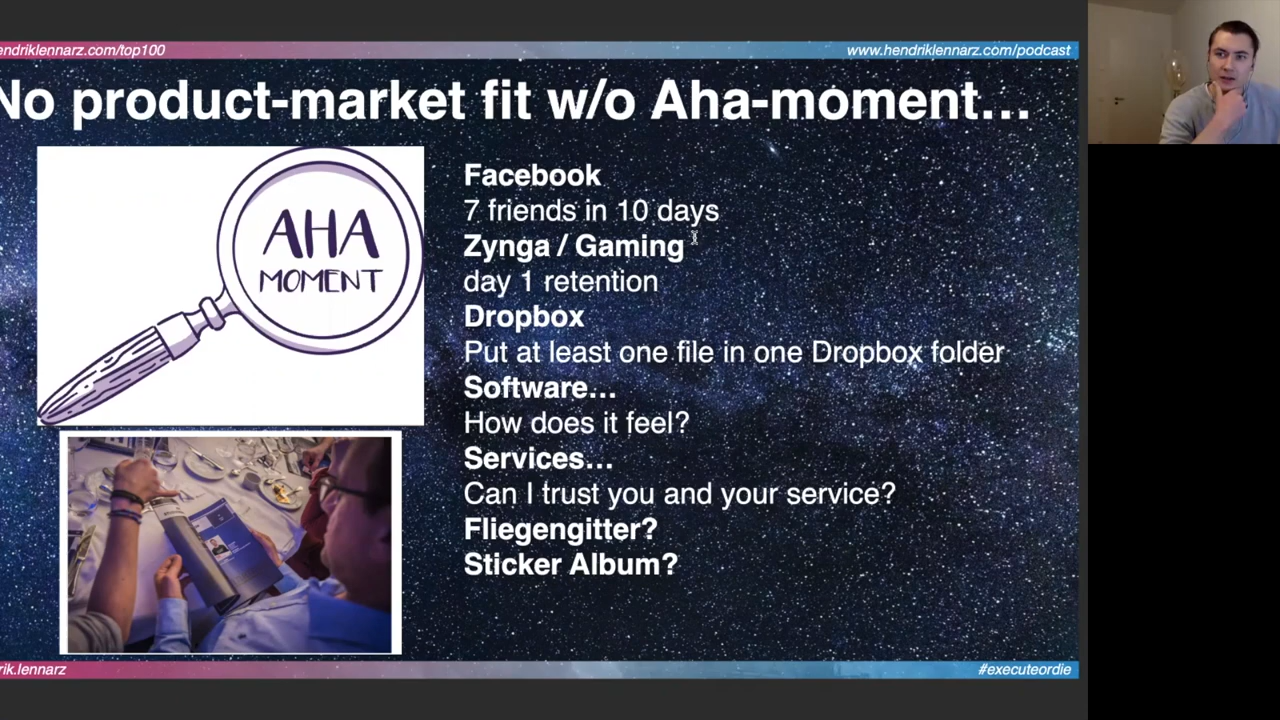 endriklennarz.com/top100
www.hendriklennarz.com/podcast
No product-market fit w/o Aha-moment…
AHA
MOMENT
Facebook
7 friends in 10 days
Zynga / Gaming
day 1 retention
Dropbox
Put at least one file in one Dropbox folder
Software…
How does it feel?
Services…
Can I trust you and your service?
Fliegengitter?
Sticker Album?
rik.lennarz
#executeordie